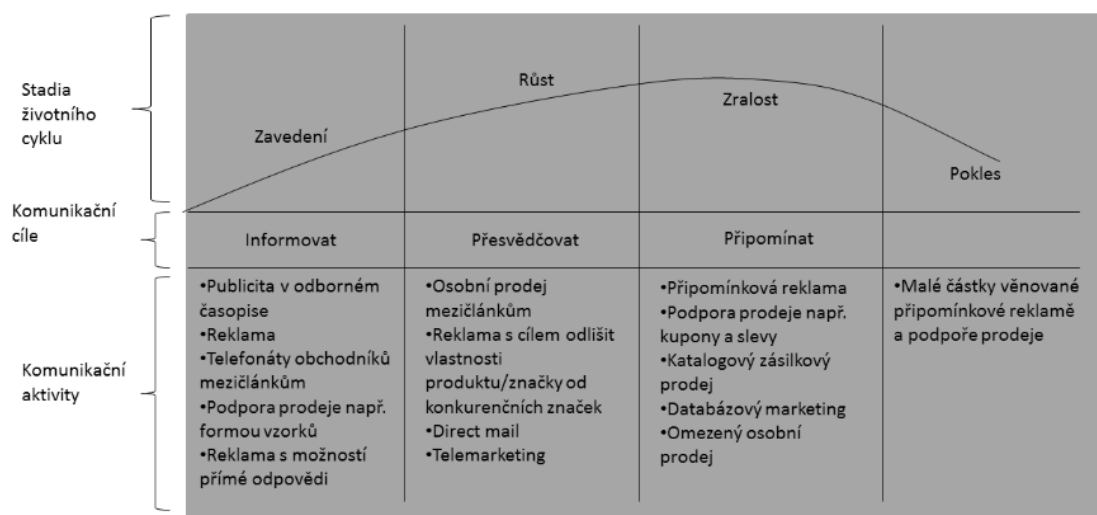 Stadia
životního
cyklu
Zavedení
Růst
Zralost
Pokles
Komunikační
cíle
Informovat
Přesvědčovat
Připomínat
Komunikační
aktivity
•Publicita v odborném
časopise
•Reklama
•Telefonáty obchodníků
mezičlánkům
•Podpora prodeje např.
formou vzorků
•Reklama s možností
přímé odpovědi
•Osobní prodej
mezičlánkům
•Reklama s cílem odlišit
vlastnosti
produktu/značky od
konkurenčních značek
•Direct mail
•Telemarketing
•Připomínková reklama
•Podpora prodeje např.
kupony a slevy
•Katalogový zásilkový
prodej
•Databázový marketing
•Omezený osobní
prodej
•Malé částky věnované
připomínkové reklamě
a podpoře prodeje